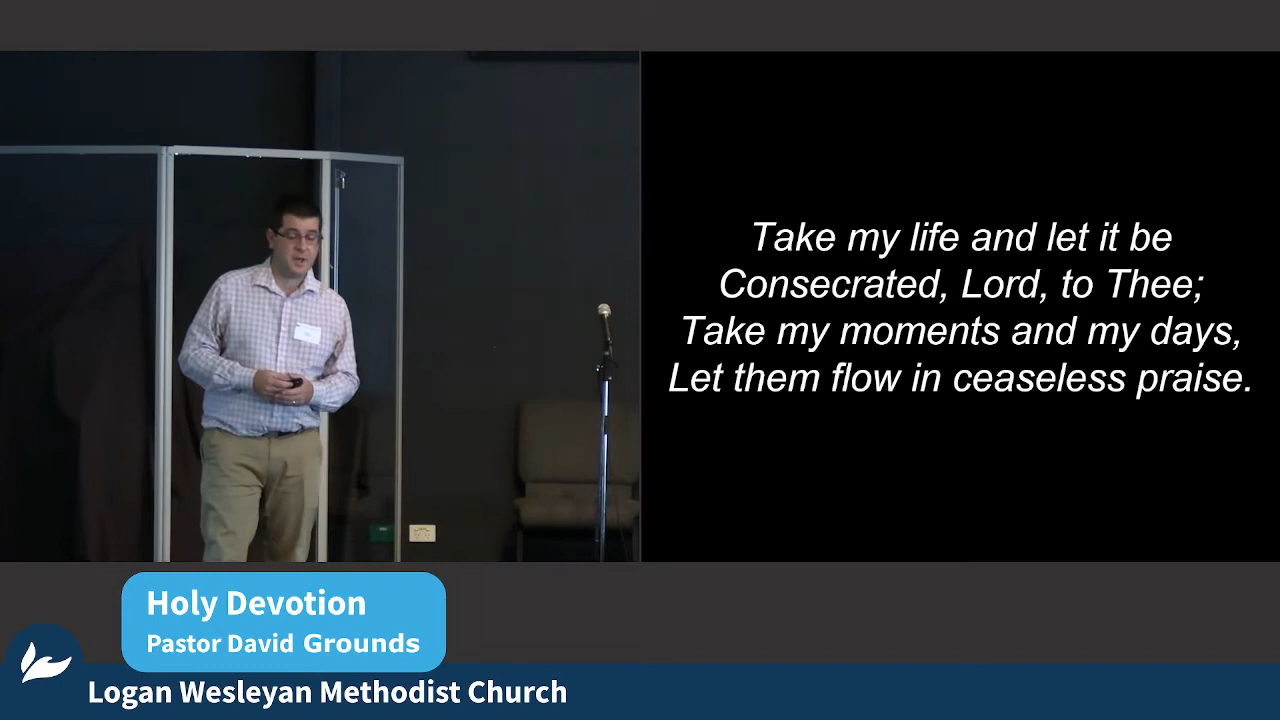 Take my life and let it be
Consecrated, Lord, to Thee;
Take my moments and my days,
Let them flow in ceaseless praise.
Holy Devotion
Pastor David Grounds
Logan Wesleyan Methodist Church